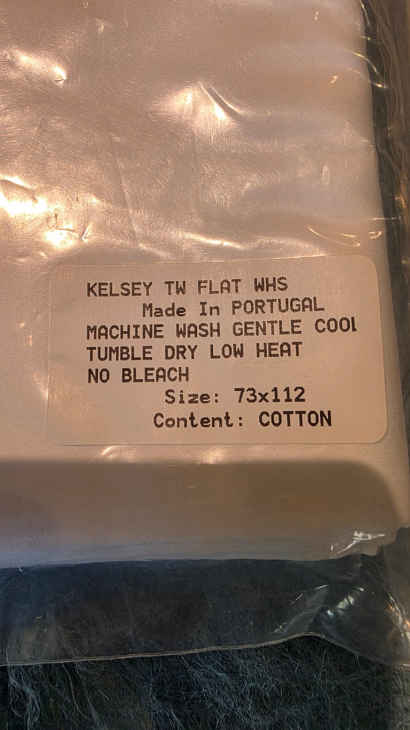 KELSEY TW FLAT WHS
Made In PORTUGAL
MACHINE WASH GENTLE COOL
TUMBLE DRY LOW HEAT
NO BLEACH
Size: 73x112
Content: COTTON